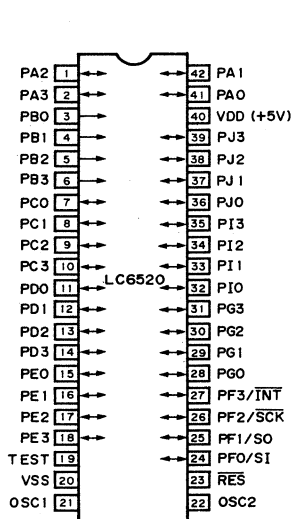 PA2 1 42 PA1
PA3 2 41 PA0
PB0 3 40 VDD (+5V)
PB1 4 39 PJ3
PB2 5 38 PJ2
PB3 6 37 PJ1
PC0 7 36 PJ0
PC1 8 35 PI3
PC2 9 34 PI2
PC3 10 33 PI1
LC6520
PD0 11 32 PI0
PD1 12 31 PG3
PD2 13 30 PG2
PD3 14 29 PG1
PE0 15 28 PG0
PE1 16 27 PF3/INT
PE2 17 26 PF2/SCK
PE3 18 25 PF1/SO
TEST 19 24 PF0/SI
VSS 20 23 RES
OSC1 21 22 OSC2